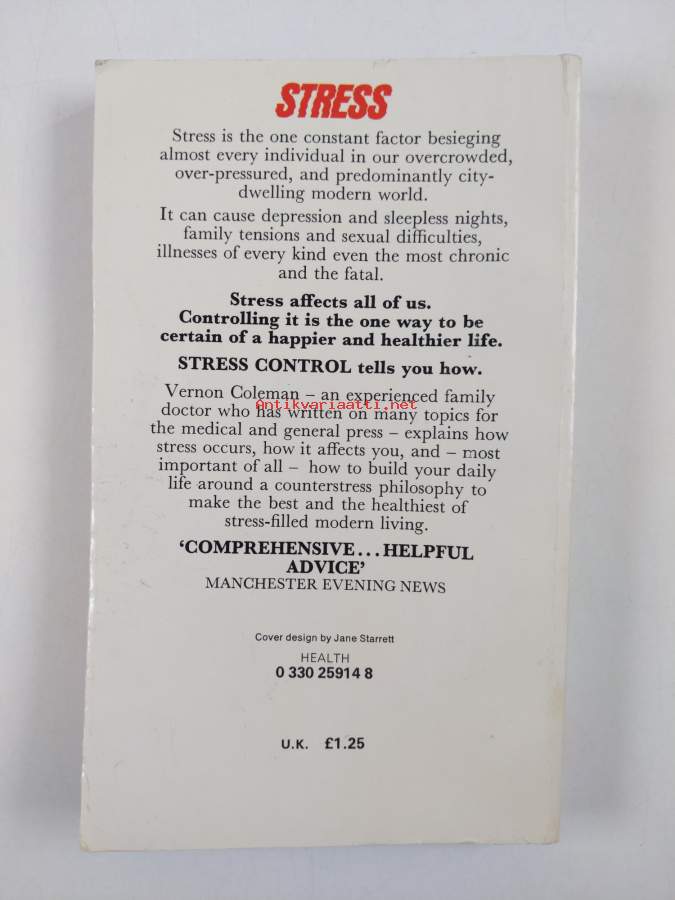 STRESS
Stress is the one constant factor besieging
almost every individual in our overcrowded,
over-pressured, and predominantly city-
dwelling modern world.
It can cause depression and sleepless nights,
family tensions and sexual difficulties,
illnesses of every kind even the most chronic
and the fatal.
Stress affects all of us.
Controlling it is the one way to be
certain of a happier and healthier life.
STRESS CONTROL tells you how.
Vernon Coleman – an experienced family
Antikvariaatti.net
doctor who has written on many topics for
the medical and general press – explains how
stress occurs, how it affects you, and – most
important of all – how to build your daily
life around a counterstress philosophy to
make the best and the healthiest of
stress-filled modern living.
‘COMPREHENSIVE...HELPFUL
ADVICE’
MANCHESTER EVENING NEWS
Cover design by Jane Starrett
HEALTH
0 330 25914 8
U.K. £1.25